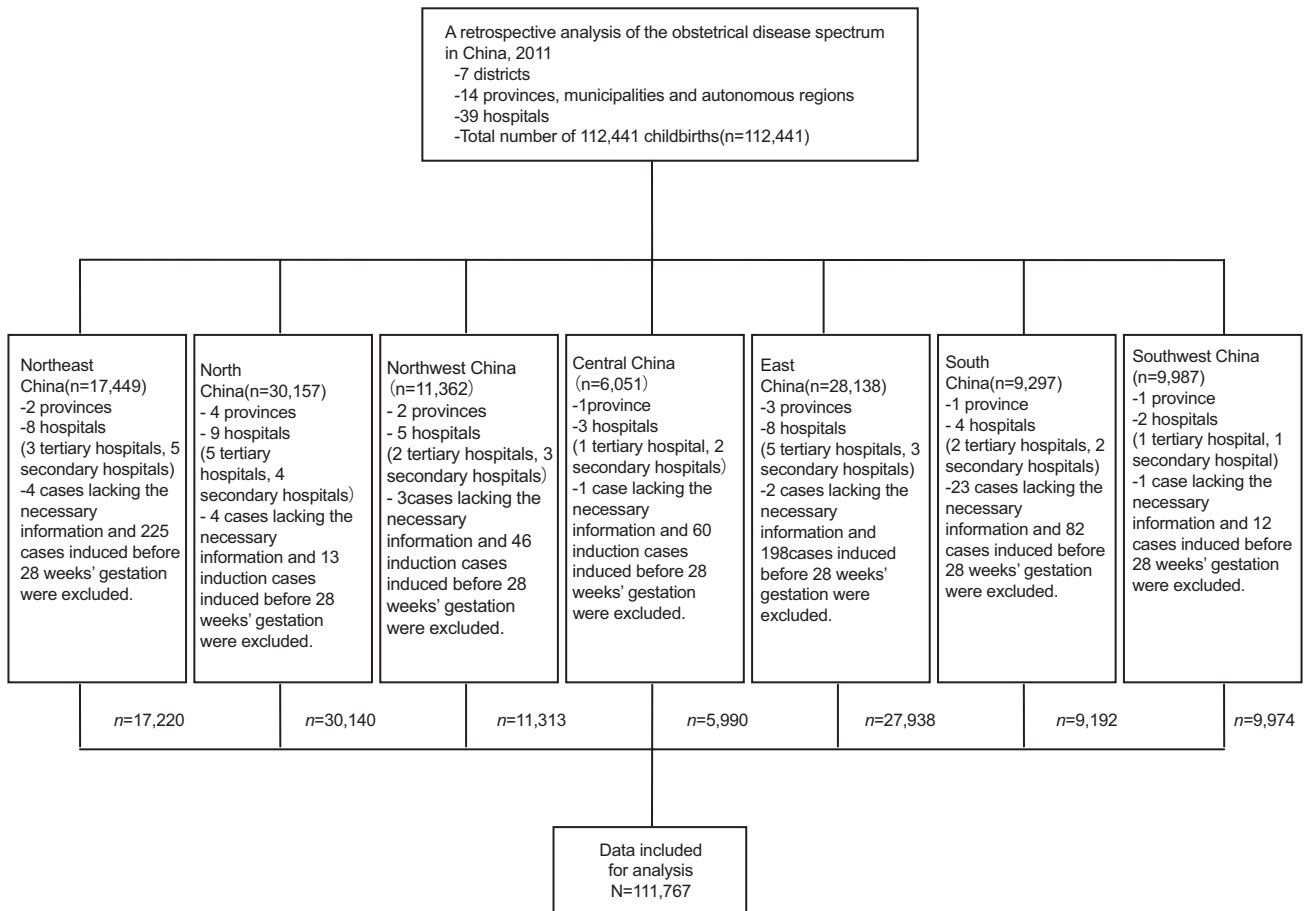 A retrospective analysis of the obstetrical disease spectrum
in China, 2011
-7 districts
-14 provinces, municipalities and autonomous regions
-39 hospitals
-Total number of 112,441 childbirths(n=112,441)
Northeast
China(n=17,449)
-2 provinces
-8 hospitals
(3 tertiary hospitals, 5
secondary hospitals)
-4 cases lacking the
necessary
information and 225
cases induced before
28 weeks’ gestation
were excluded.
North
China(n=30,157)
- 4 provinces
- 9 hospitals
(5 tertiary
hospitals, 4
secondary hospitals）
- 4 cases lacking the
necessary
information and 13
induction cases
induced before 28
weeks’ gestation
were excluded.
Northwest China
（n=11,362)
- 2 provinces
- 5 hospitals
(2 tertiary hospitals, 3
secondary hospitals）
- 3cases lacking the
necessary
information and 46
induction cases
induced before 28
weeks’ gestation
were excluded.
Central China
（n=6,051）
-1province
-3 hospitals
(1 tertiary hospital, 2
secondary hospitals）
-1 case lacking the
necessary
information and 60
induction cases
induced before 28
weeks’ gestation
were excluded.
East
China(n=28,138)
-3 provinces
-8 hospitals
(5 tertiary hospitals, 3
secondary hospitals)
-2 cases lacking the
necessary
information and
198cases induced
before 28 weeks’
gestation were
excluded.
South
China(n=9,297)
-1 province
- 4 hospitals
(2 tertiary hospitals, 2
secondary hospitals)
-23 cases lacking the
necessary
information and 82
cases induced before
28 weeks’ gestation
were excluded.
Southwest China
(n=9,987)
-1 province
-2 hospitals
(1 tertiary hospital, 1
secondary hospital)
-1 case lacking the
necessary
information and 12
cases induced before
28 weeks’ gestation
were excluded.
n=17,220
n=30,140
n=11,313
n=5,990
n=27,938
n=9,192
n=9,974
Data included
for analysis
N=111,767